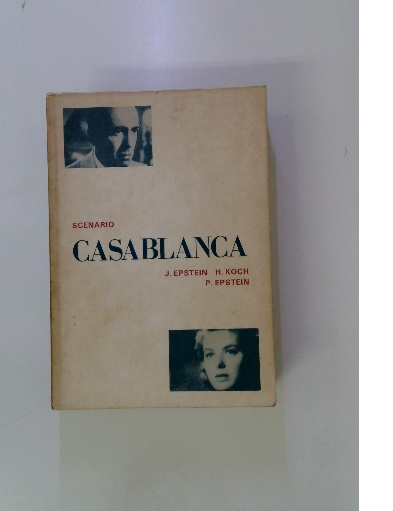 SCENARIO
CASABLANCA
J. EPSTEIN H. KOCH
P. EPSTEIN